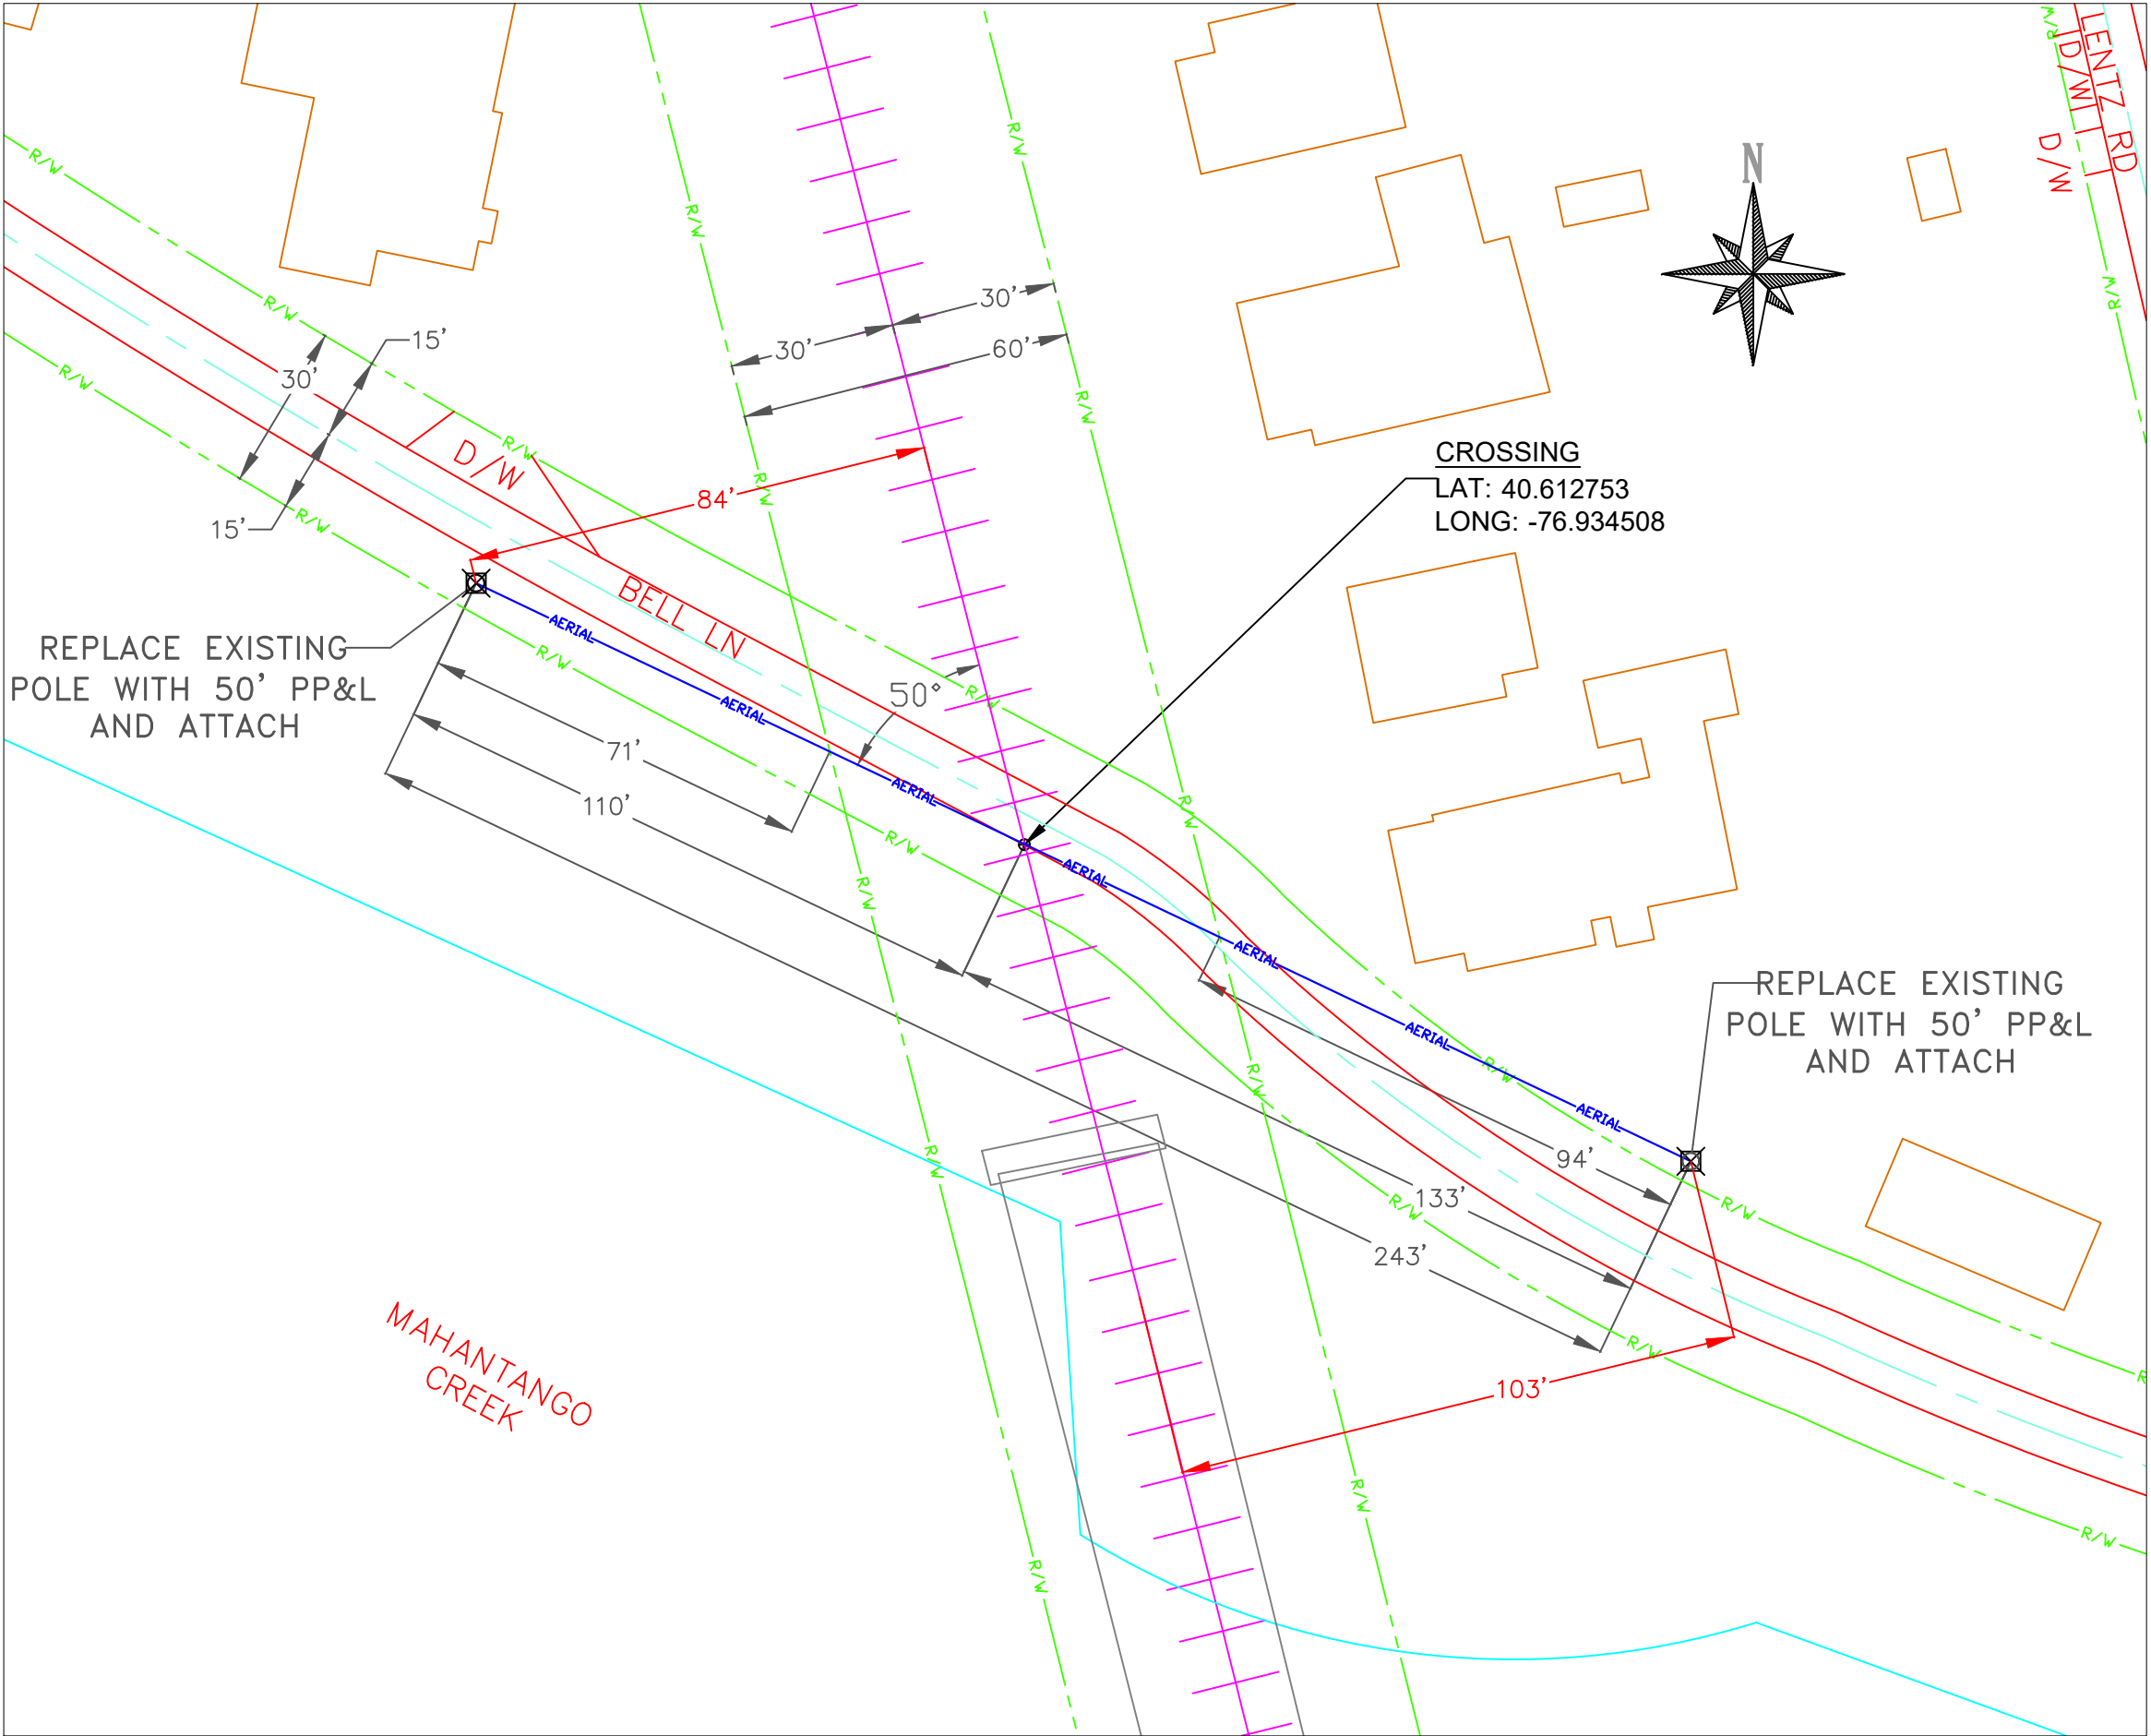 LENTZ RD
D/W
D/W
R/W
R/W
R/W
R/W
N
R/W
R/W
R/W
R/W
30'
30'
60'
15'
30'
15'
R/W
R/W
R/W
R/W
D/W
84'
CROSSING
LAT: 40.612753
LONG: -76.934508
BELL LN
REPLACE EXISTING
POLE WITH 50' PP&L
AND ATTACH
AERIAL
R/W
50°
R/W
AERIAL
71'
110'
AERIAL
R/W
R/W
R/W
AERIAL
AERIAL
REPLACE EXISTING
POLE WITH 50' PP&L
AND ATTACH
AERIAL
R/W
R/W
AERIAL
R/W
94'
133'
R/W
R/W
243'
R/W
103'
R
MAHANTANGO
CREEK
R/W
R/W
R/W